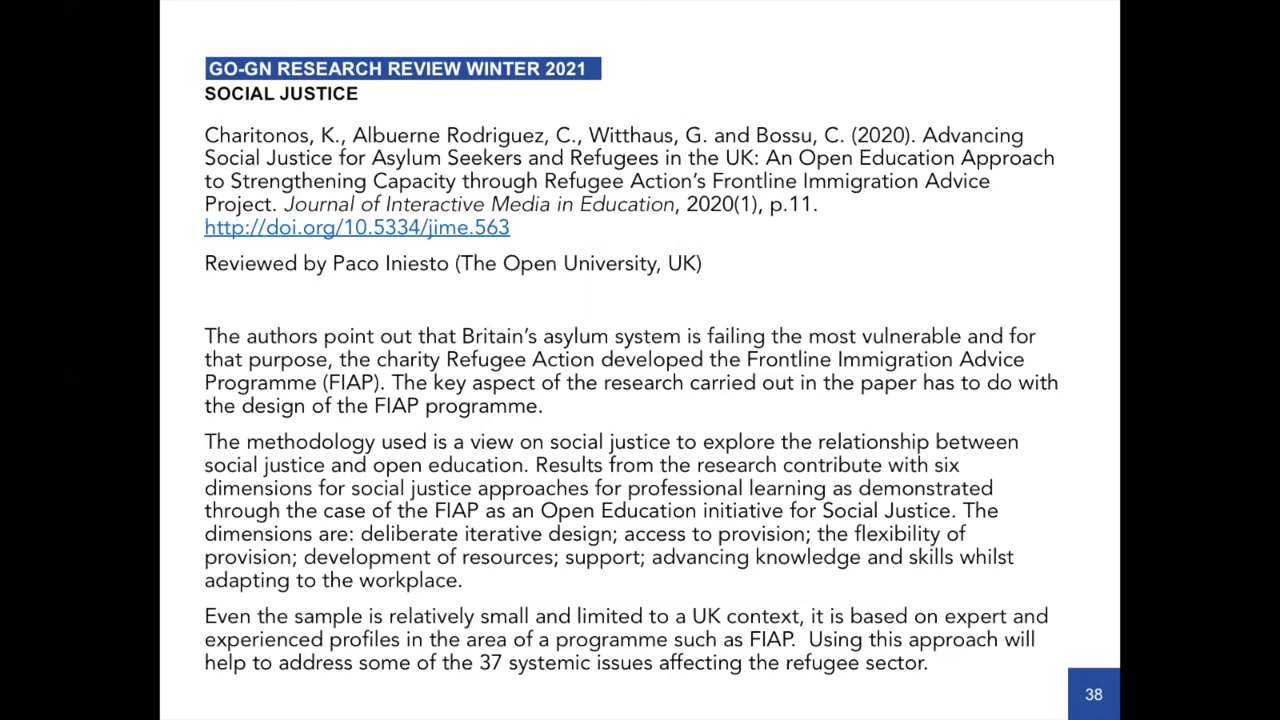 GO-GN RESEARCH REVIEW WINTER 2021
SOCIAL JUSTICE
Charitonos, K., Albuerne Rodriguez, C., Witthaus, G. and Bossu, C. (2020). Advancing
Social Justice for Asylum Seekers and Refugees in the UK: An Open Education Approach
to Strengthening Capacity through Refugee Action’s Frontline Immigration Advice
Project. Journal of Interactive Media in Education, 2020(1), p.11.
http://doi.org/10.5334/jime.563
Reviewed by Paco Iniesto (The Open University, UK)
The authors point out that Britain’s asylum system is failing the most vulnerable and for
that purpose, the charity Refugee Action developed the Frontline Immigration Advice
Programme (FIAP). The key aspect of the research carried out in the paper has to do with
the design of the FIAP programme.
The methodology used is a view on social justice to explore the relationship between
social justice and open education. Results from the research contribute with six
dimensions for social justice approaches for professional learning as demonstrated
through the case of the FIAP as an Open Education initiative for Social Justice. The
dimensions are: deliberate iterative design; access to provision; the flexibility of
provision; development of resources; support; advancing knowledge and skills whilst
adapting to the workplace.
Even the sample is relatively small and limited to a UK context, it is based on expert and
experienced profiles in the area of a programme such as FIAP. Using this approach will
help to address some of the 37 systemic issues affecting the refugee sector.
38